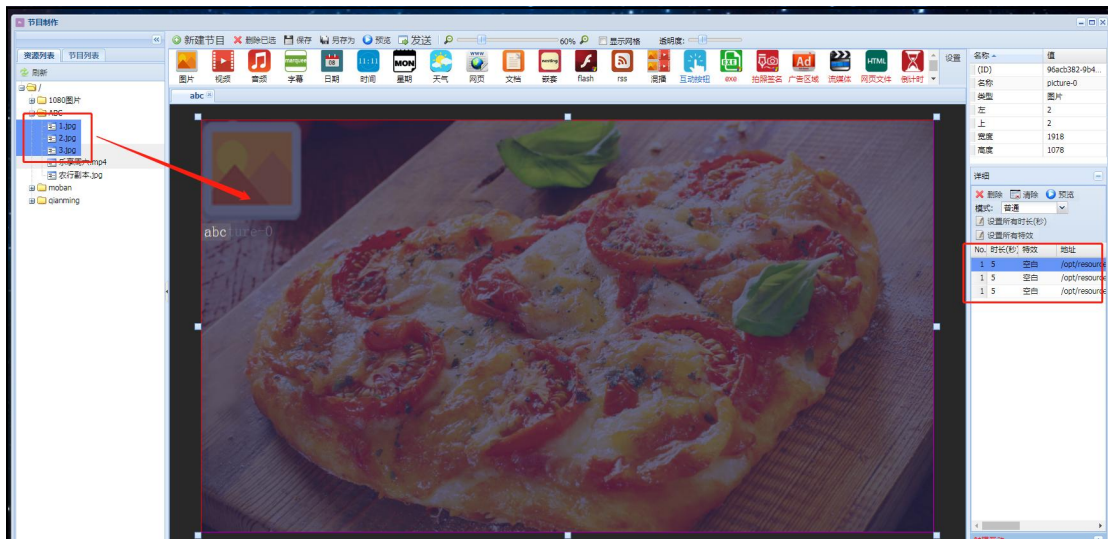 节目制作
资源列表 节目列表
新建节目 删除已选 保存 另存为 预览 发送 60% 显示网格 透明度:
刷新
图片 视频 音频 字幕 日期 时间 星期 天气 网页 文档 嵌套 flash rss 混播 互动按钮 exe 拍照签名 广告区域 流媒体 网页文件 倒计时
设置
abc
/
1080图片
ABC
1.jpg
2.jpg
3.jpg
乐享周六.mp4
农行副本.jpg
moban
qianming
名称 值
(ID) 96acb382-9b4...
名称 picture-0
类型 图片
左 2
上 2
宽度 1918
高度 1078
详细
删除 清除 预览
模式: 普通
设置所有时长(秒)
设置所有特效
No. 时长(秒) 特效 地址
1 5 空白 /opt/resource
1 5 空白 /opt/resource
1 5 空白 /opt/resource